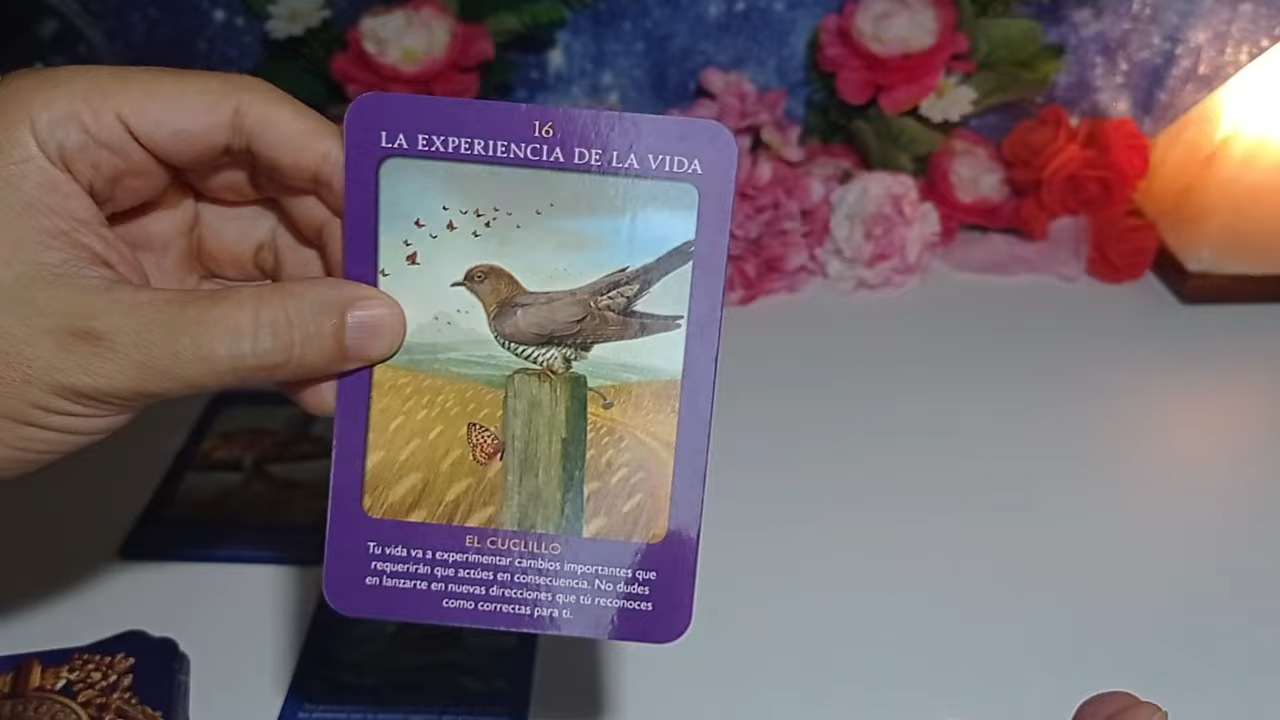 16
LA EXPERIENCIA DE LA VIDA
EL CUCLILLO
Tu vida va a experimentar cambios importantes que
requerirán que actúes en consecuencia. No dudes
en lanzarte en nuevas direcciones que tú reconoces
como correctas para ti.